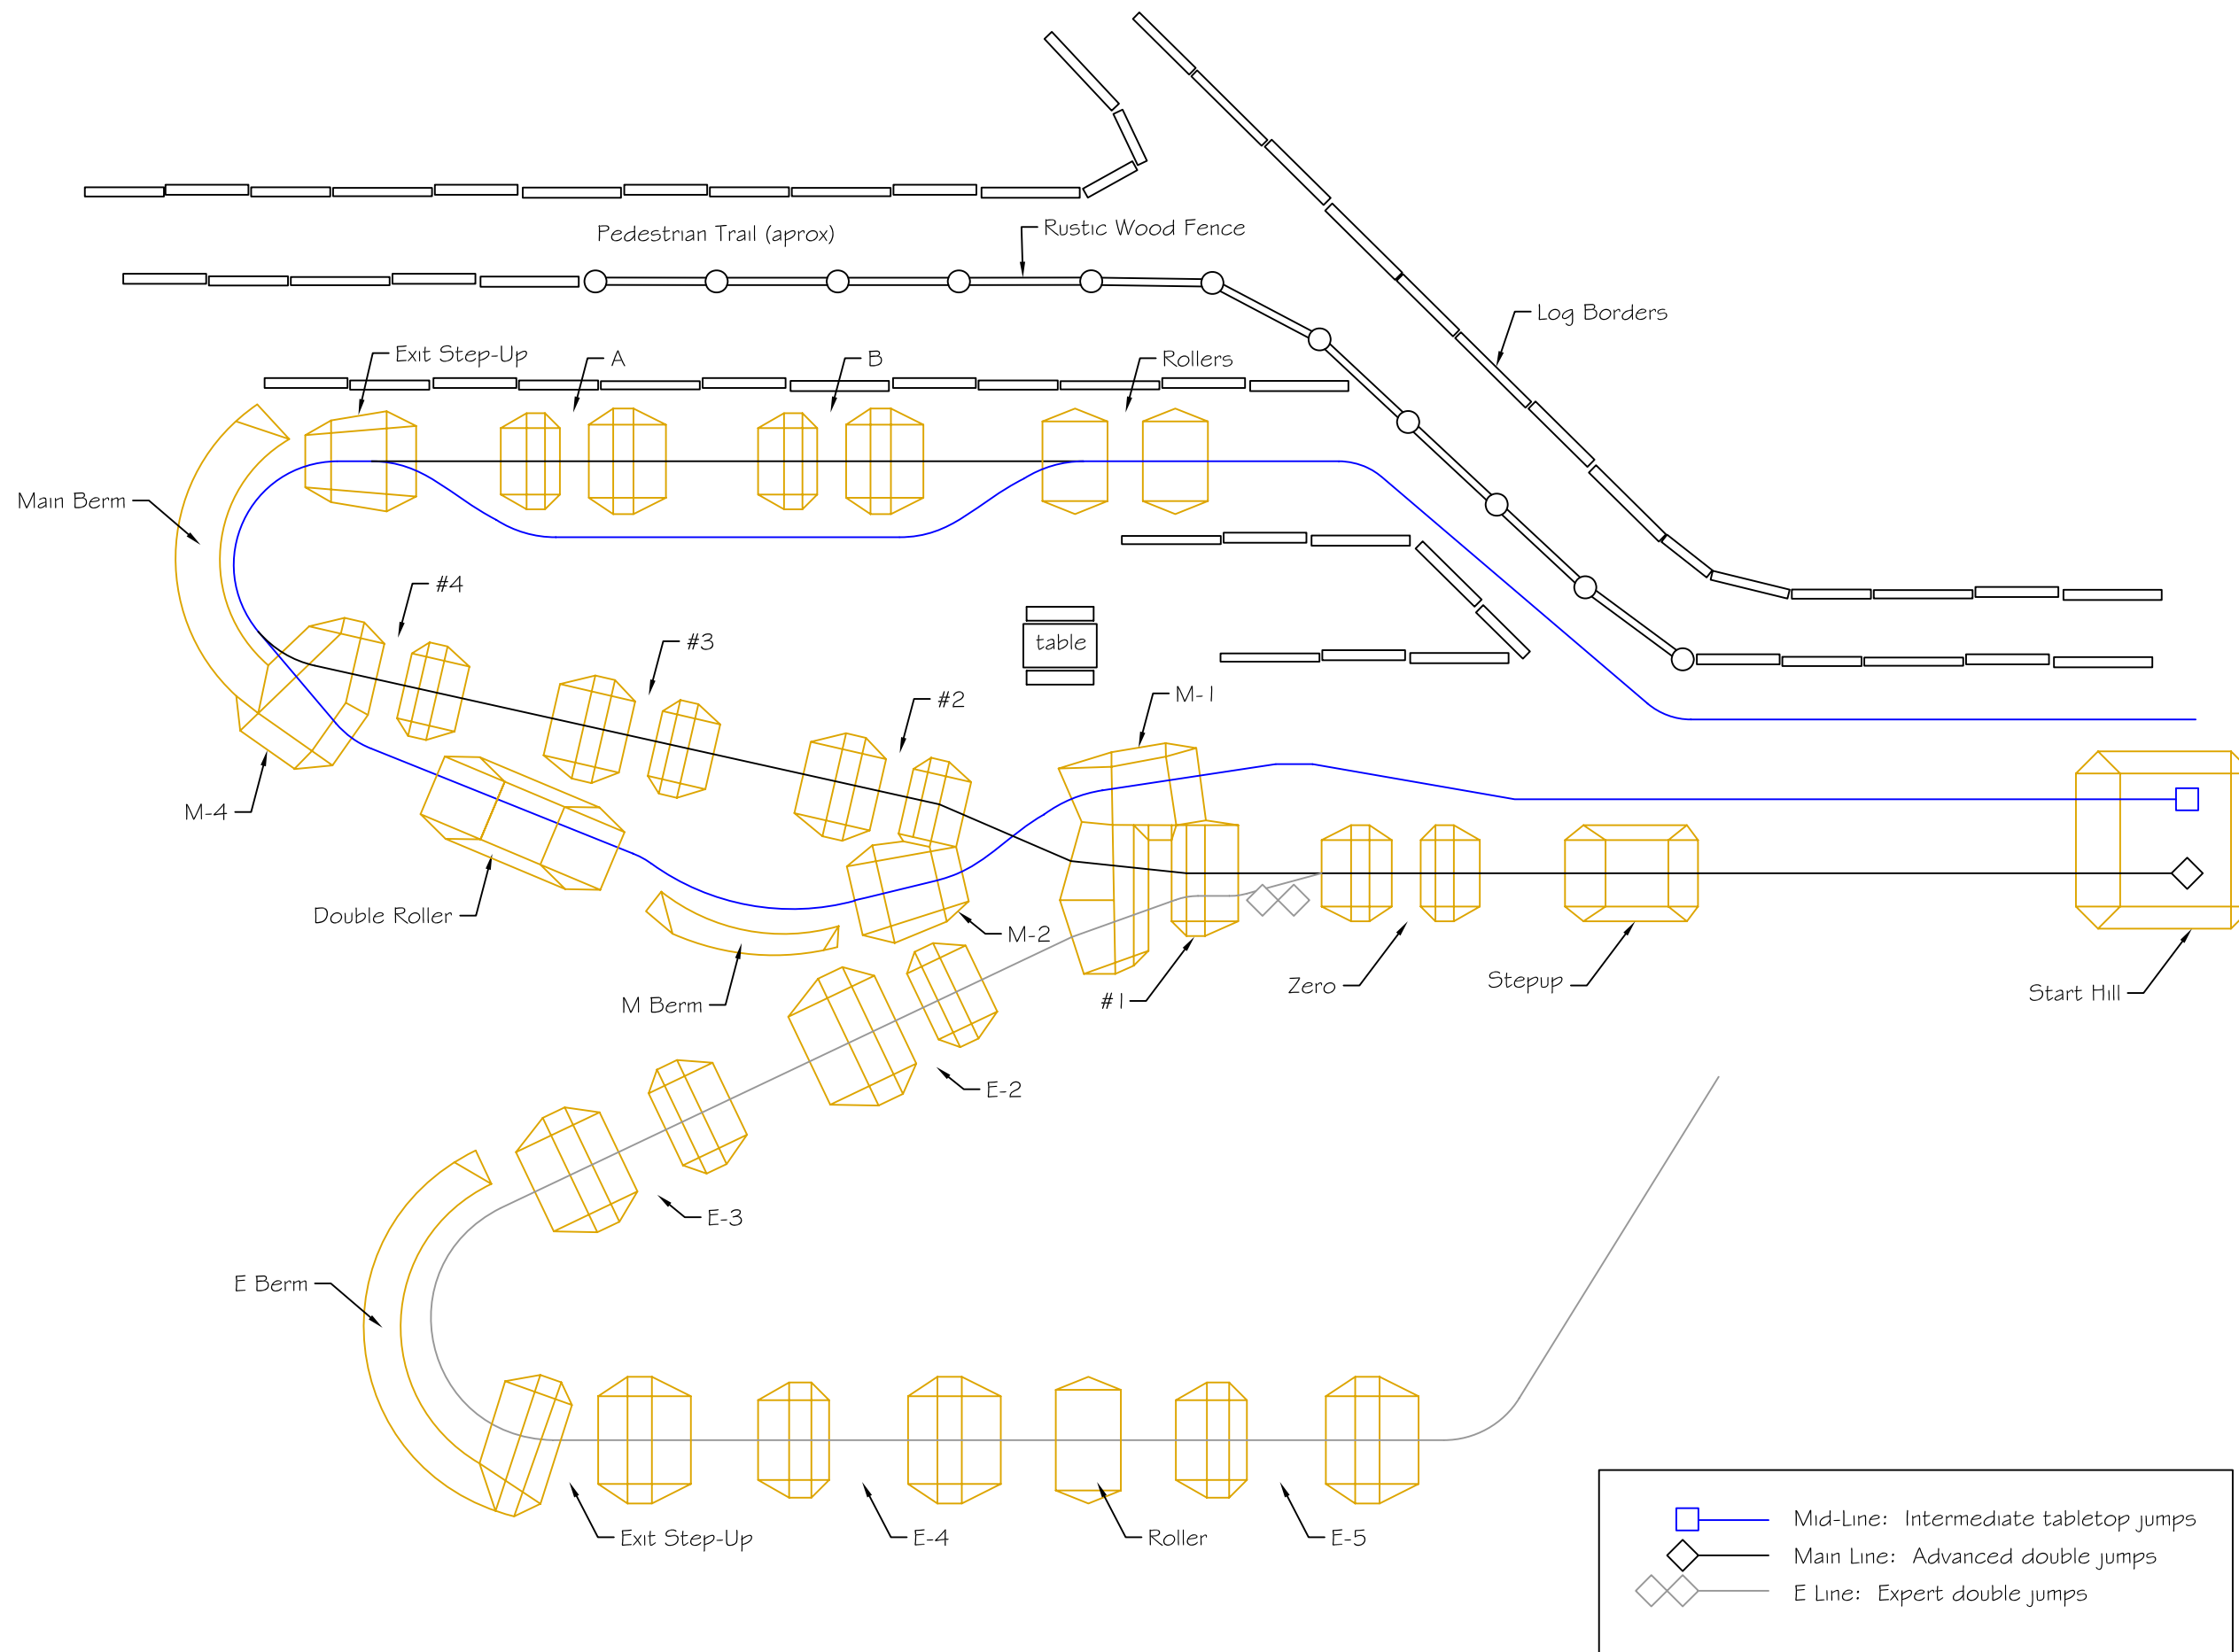 Rustic Wood Fence
Pedestrian Trail (aprox)
Log Borders
Exit Step-Up
A
B
Rollers
Main Berm
#4
#3
table
#2
M-1
M-4
Double Roller
M-2
M Berm
#1
Zero
Stepup
Start Hill
E-2
E-3
E Berm
Exit Step-Up
E-4
Roller
E-5
Mid-Line: Intermediate tabletop jumps
Main Line: Advanced double jumps
E Line: Expert double jumps